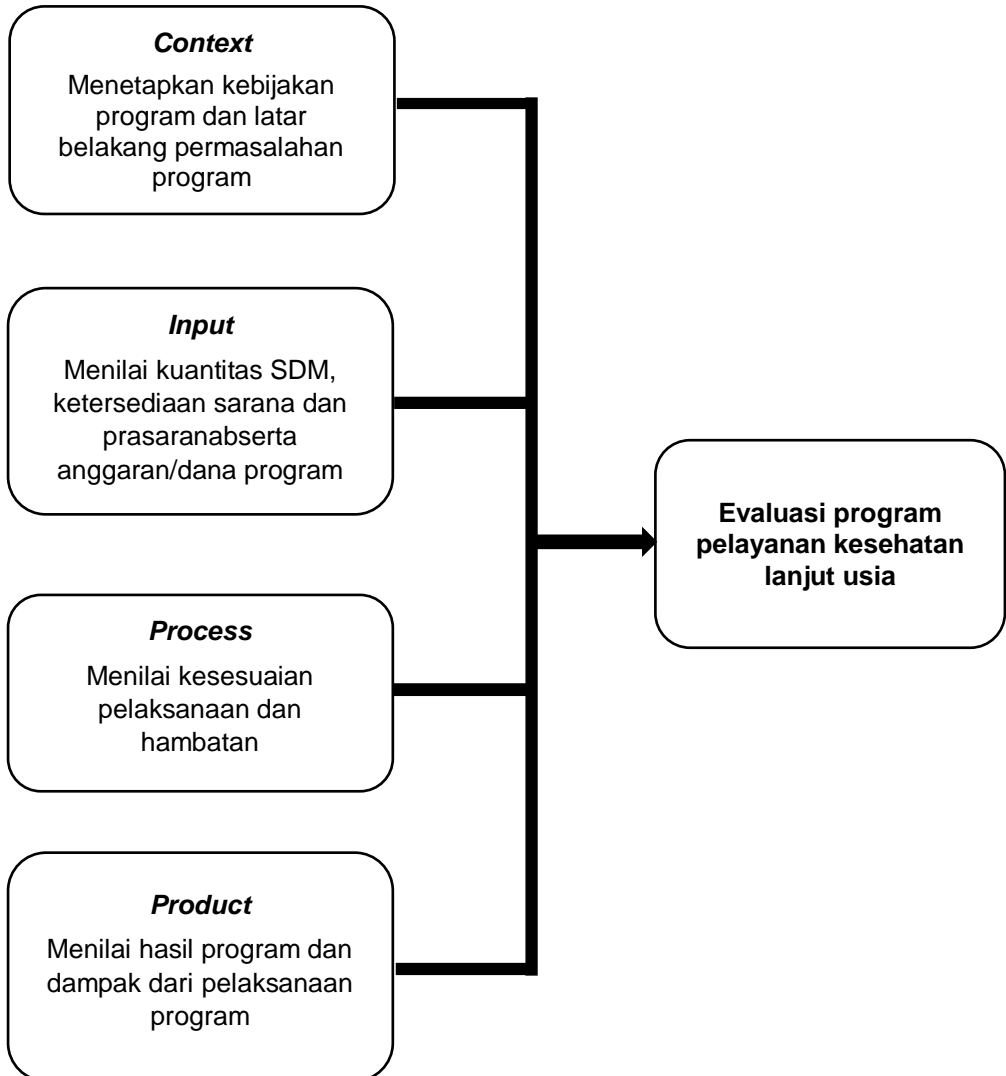 Context
Menetapkan kebijakan
program dan latar
belakang permasalahan
program
Input
Menilai kuantitas SDM,
ketersediaan sarana dan
prasaranabserta
anggaran/dana program
Process
Menilai kesesuaian
pelaksanaan dan
hambatan
Product
Menilai hasil program dan
dampak dari pelaksanaan
program
Evaluasi program
pelayanan kesehatan
lanjut usia